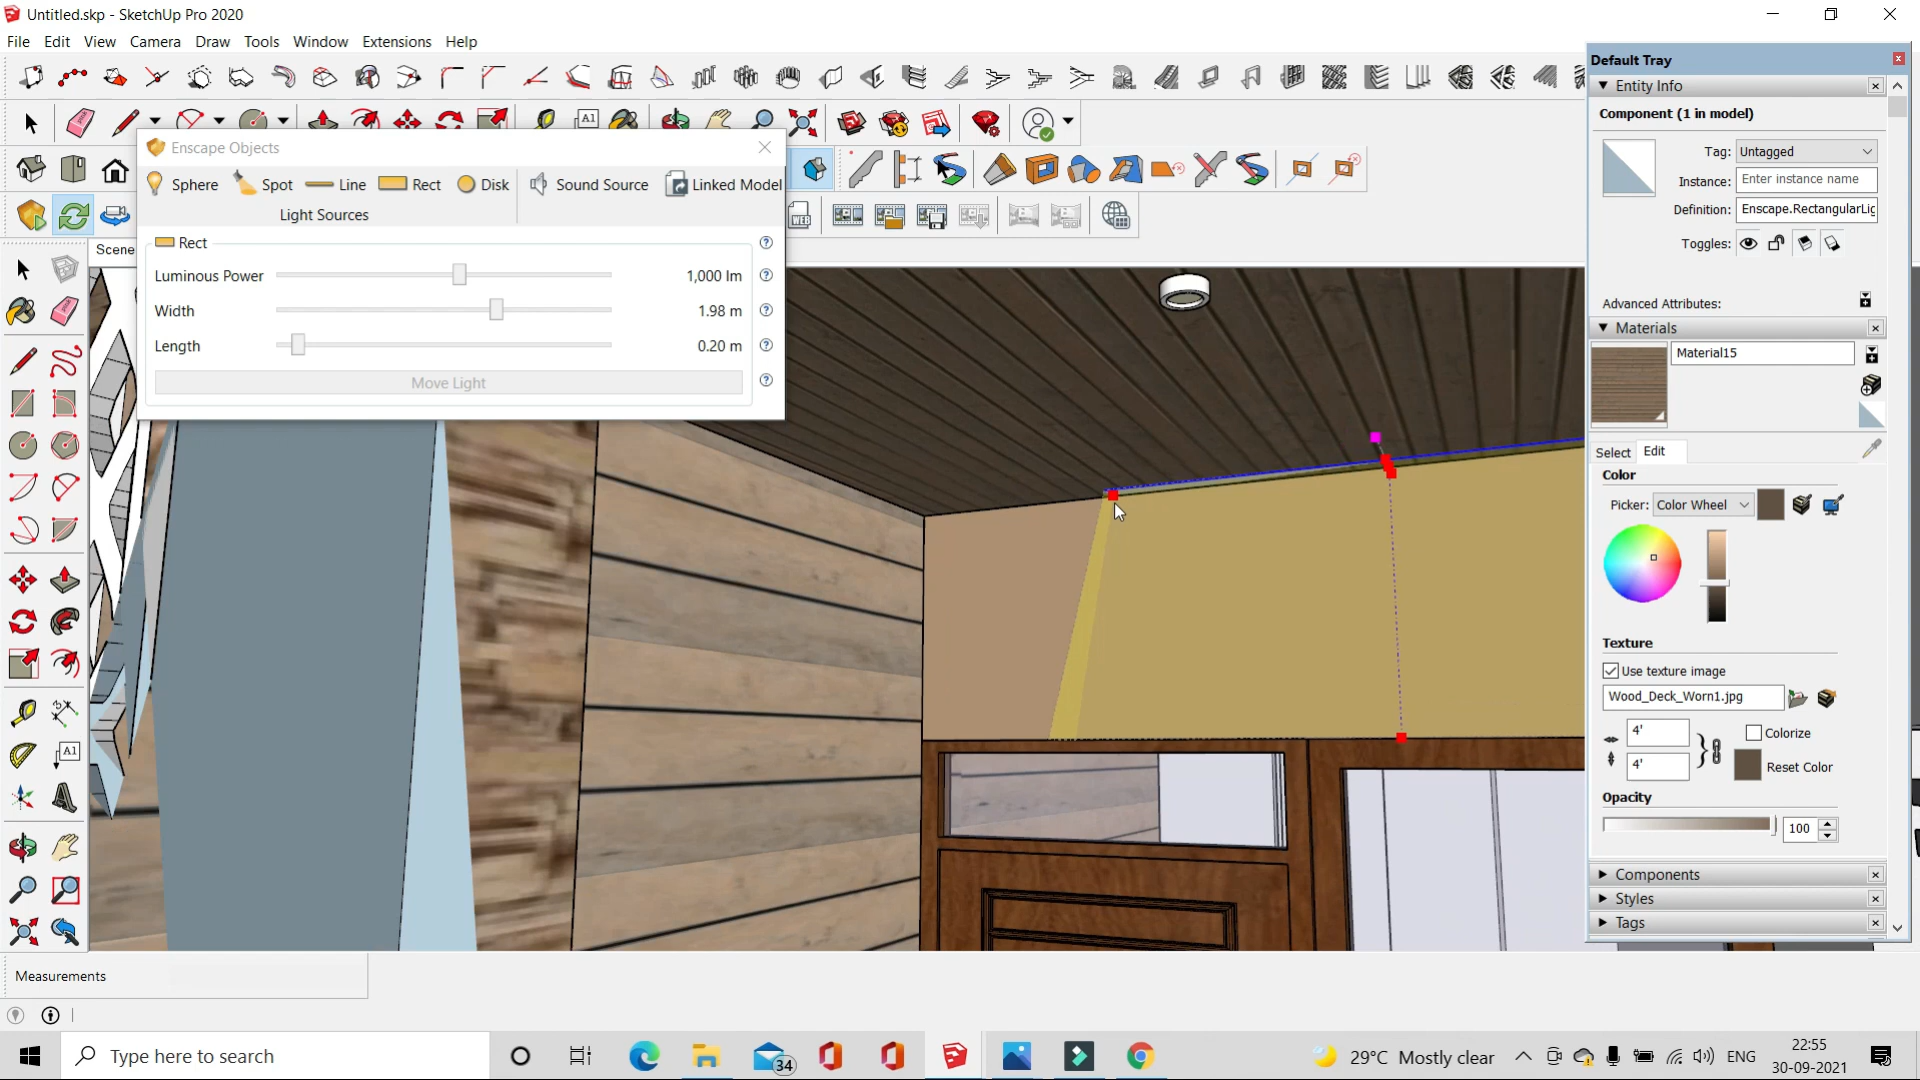 Untitled.skp - SketchUp Pro 2020
File Edit View Camera Draw Tools Window Extensions Help
Default Tray
Entity Info
Component (1 in model)
Tag: Untagged
Instance: Enter instance name
Definition: Enscape.RectangularLig
Toggles:
Advanced Attributes:
Enscape Objects
Sphere Spot Line Rect Disk Sound Source Linked Model
Light Sources
Scene
Rect
Luminous Power 1,000 lm
Width 1.98 m
Length 0.20 m
Move Light
A1
WEB
A1
Materials
Material15
Select Edit
Color
Picker: Color Wheel
Texture
Use texture image
Wood_Deck_Worn1.jpg
4' Colorize
4' Reset Color
Opacity
100
Components
Styles
Tags
Measurements
Type here to search
34
29°C Mostly clear
ENG
22:55
30-09-2021